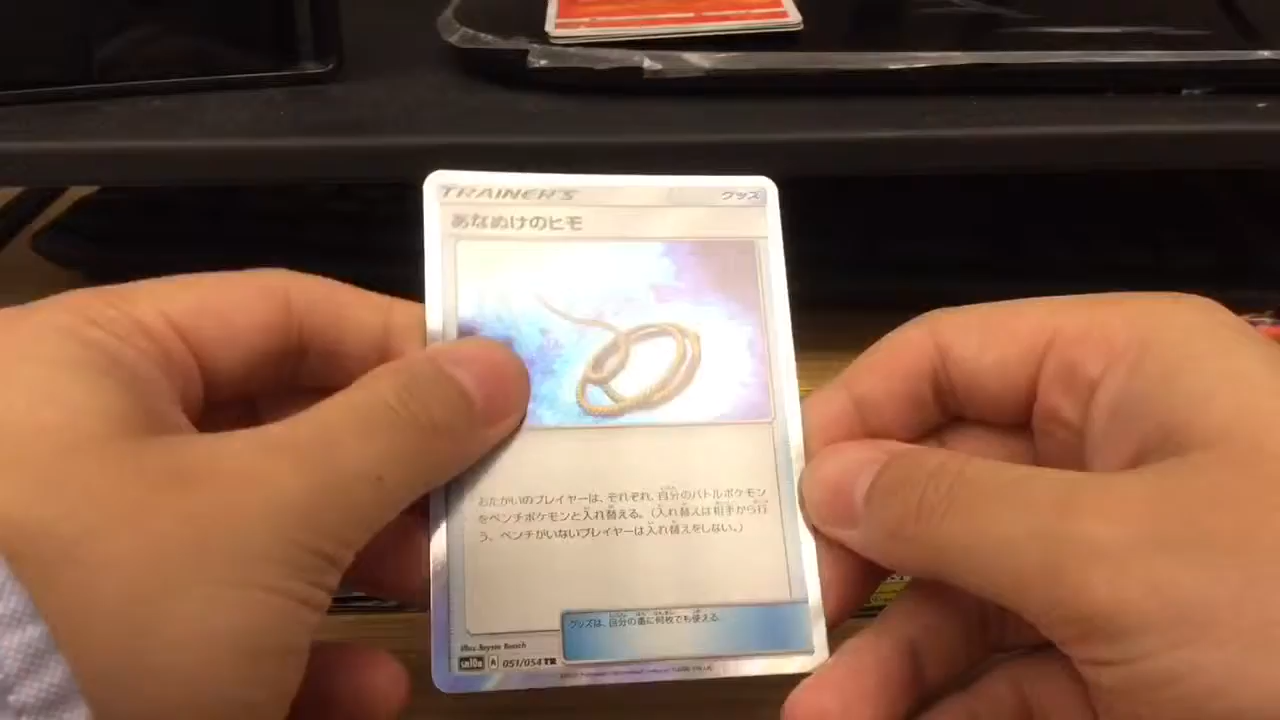 TRAINER'S
グッズ
あなぬけのヒモ
おたがいのプレイヤーは、それぞれ、自分のバトルポケモン
をベンチポケモンと入れ替える。（入れ替えは相手から行
う。ベンチがいないプレイヤーは入れ替えをしない。）
グッズは、自分の番に何枚でも使える。
sm10a A 051/054 TR